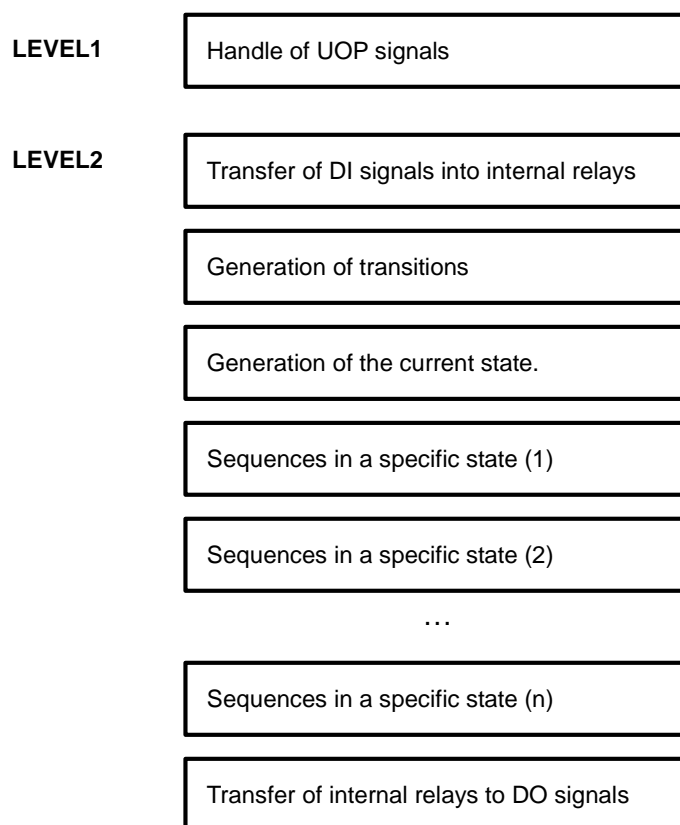 LEVEL1
Handle of UOP signals
LEVEL2
Transfer of DI signals into internal relays
Generation of transitions
Generation of the current state.
Sequences in a specific state (1)
Sequences in a specific state (2)
…
Sequences in a specific state (n)
Transfer of internal relays to DO signals